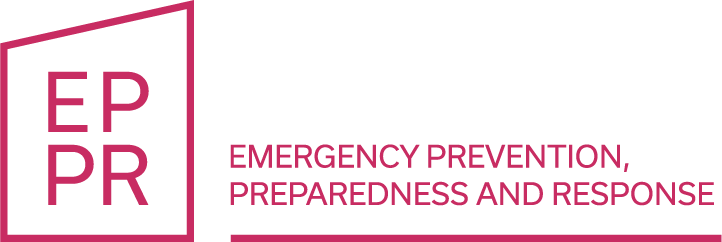 EP
PR
EMERGENCY PREVENTION,
PREPAREDNESS AND RESPONSE